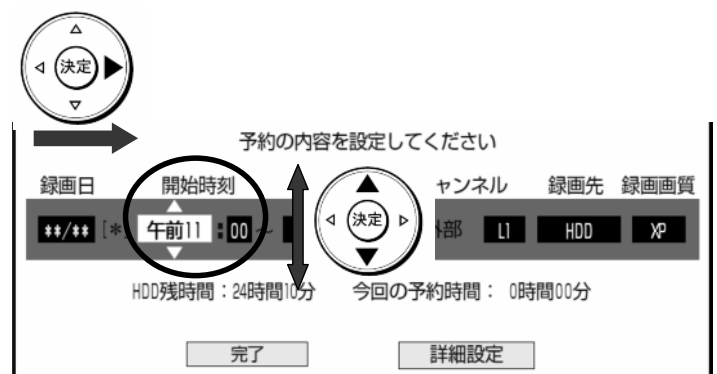 決定
予約の内容を設定してください
録画日 開始時刻 ャンネル 録画先 録画画質
**/** [* 午前11:00 ~ 決定 部 L1 HDD XP
HDD残時間:24時間10分 今回の予約時間: 0時間00分
完了 詳細設定